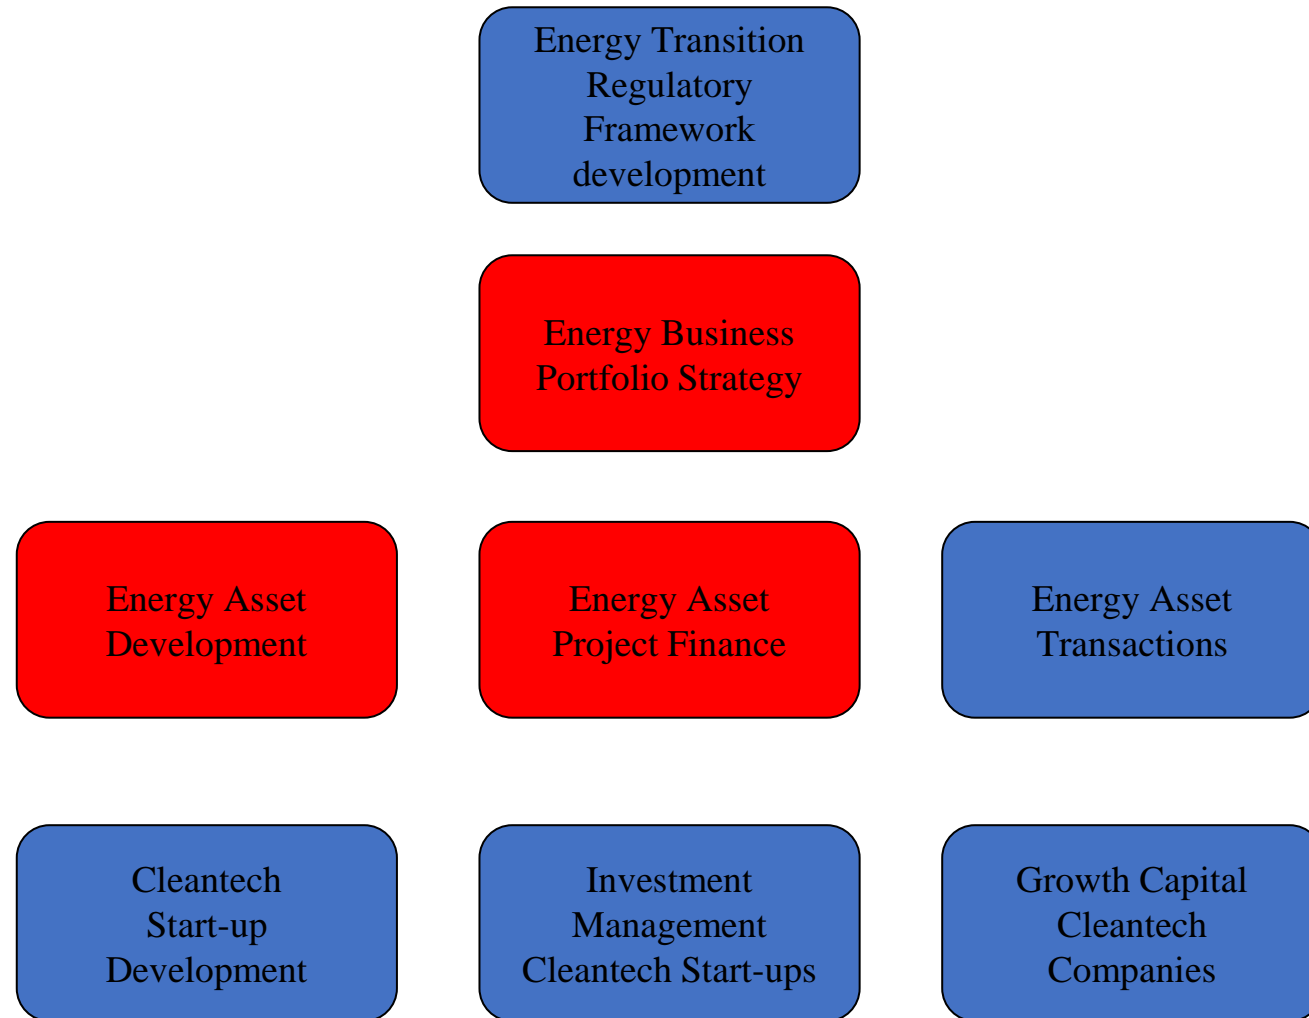 Energy Transition
Regulatory
Framework
development
Energy Business
Portfolio Strategy
Energy Asset
Development
Energy Asset
Project Finance
Energy Asset
Transactions
Cleantech
Start-up
Development
Investment
Management
Cleantech Start-ups
Growth Capital
Cleantech
Companies